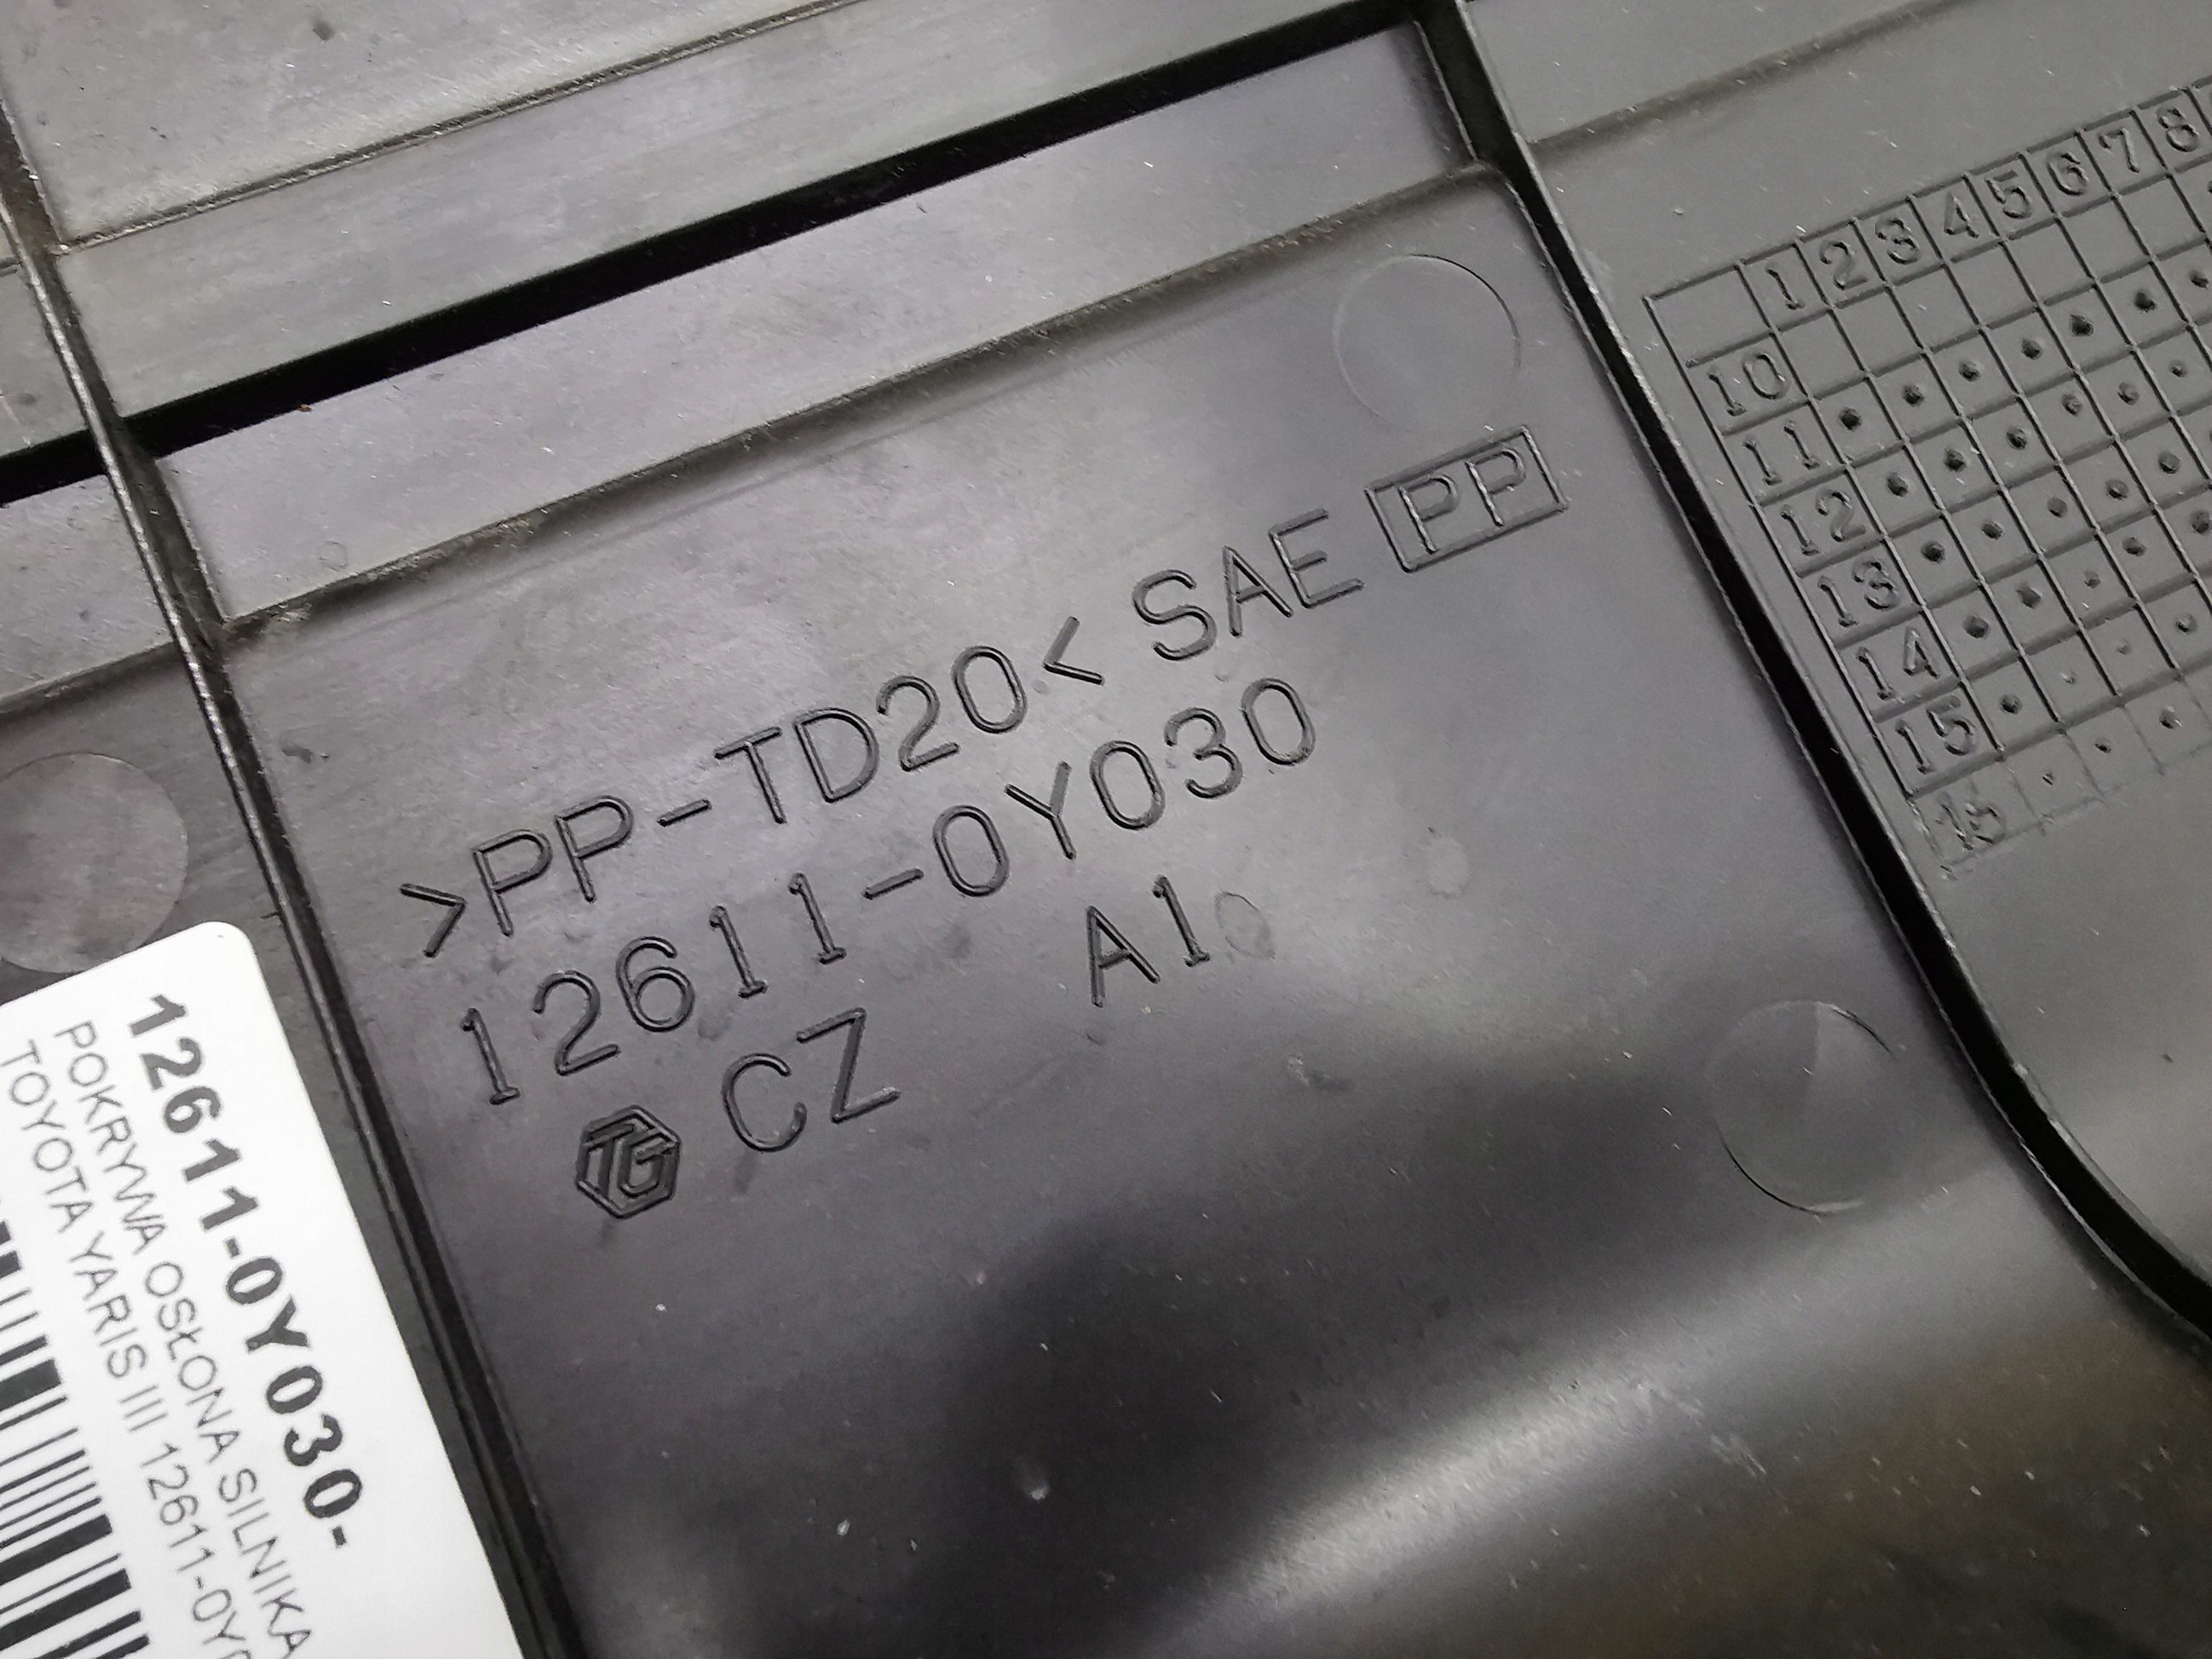 >PP-TD20< SAE PP
12611-0Y030
TG CZ A1
1 2 3 4 5 6 7 8
10
11
12
13
14
15
16
12611-0Y030-
POKRYWA OSŁONA SILNIKA
TOYOTA YARIS III 12611-0Y